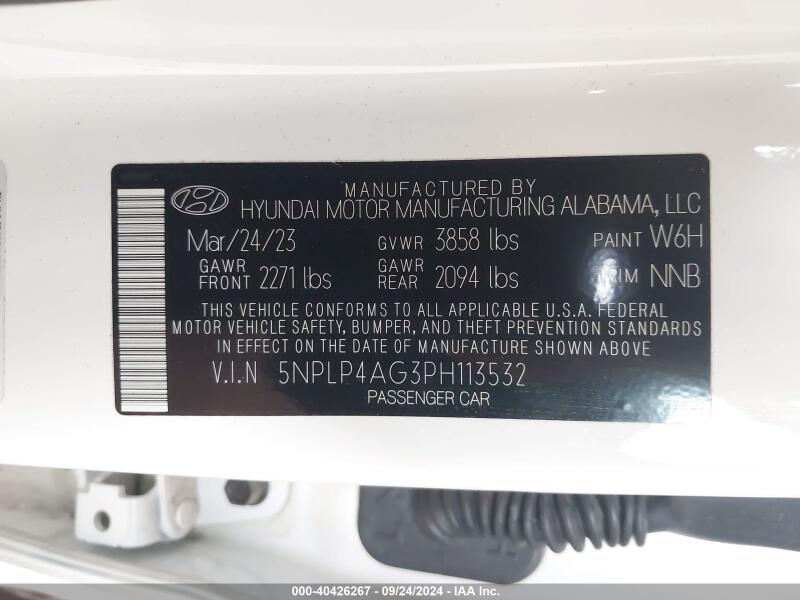 MANUFACTURED BY
HYUNDAI MOTOR MANUFACTURING ALABAMA, LLC
Mar/24/23 GVWR 3858 lbs PAINT W6H
GAWR FRONT 2271 lbs GAWR REAR 2094 lbs TRIM NNB
THIS VEHICLE CONFORMS TO ALL APPLICABLE U.S.A. FEDERAL
MOTOR VEHICLE SAFETY, BUMPER, AND THEFT PREVENTION STANDARDS
IN EFFECT ON THE DATE OF MANUFACTURE SHOWN ABOVE.
V.I.N 5NPLP4AG3PH113532
PASSENGER CAR
000-40426267 - 09/24/2024 - IAA Inc.